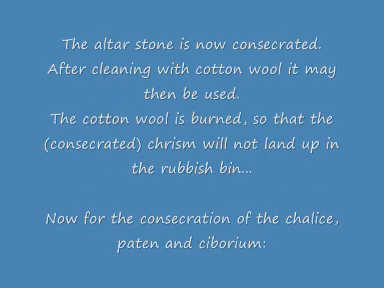 The altar stone is now consecrated.
After cleaning with cotton wool it may
then be used.
The cotton wool is burned, so that the
(consecrated) chrism will not land up in
the rubbish bin...
Now for the consecration of the chalice,
paten and ciborium: